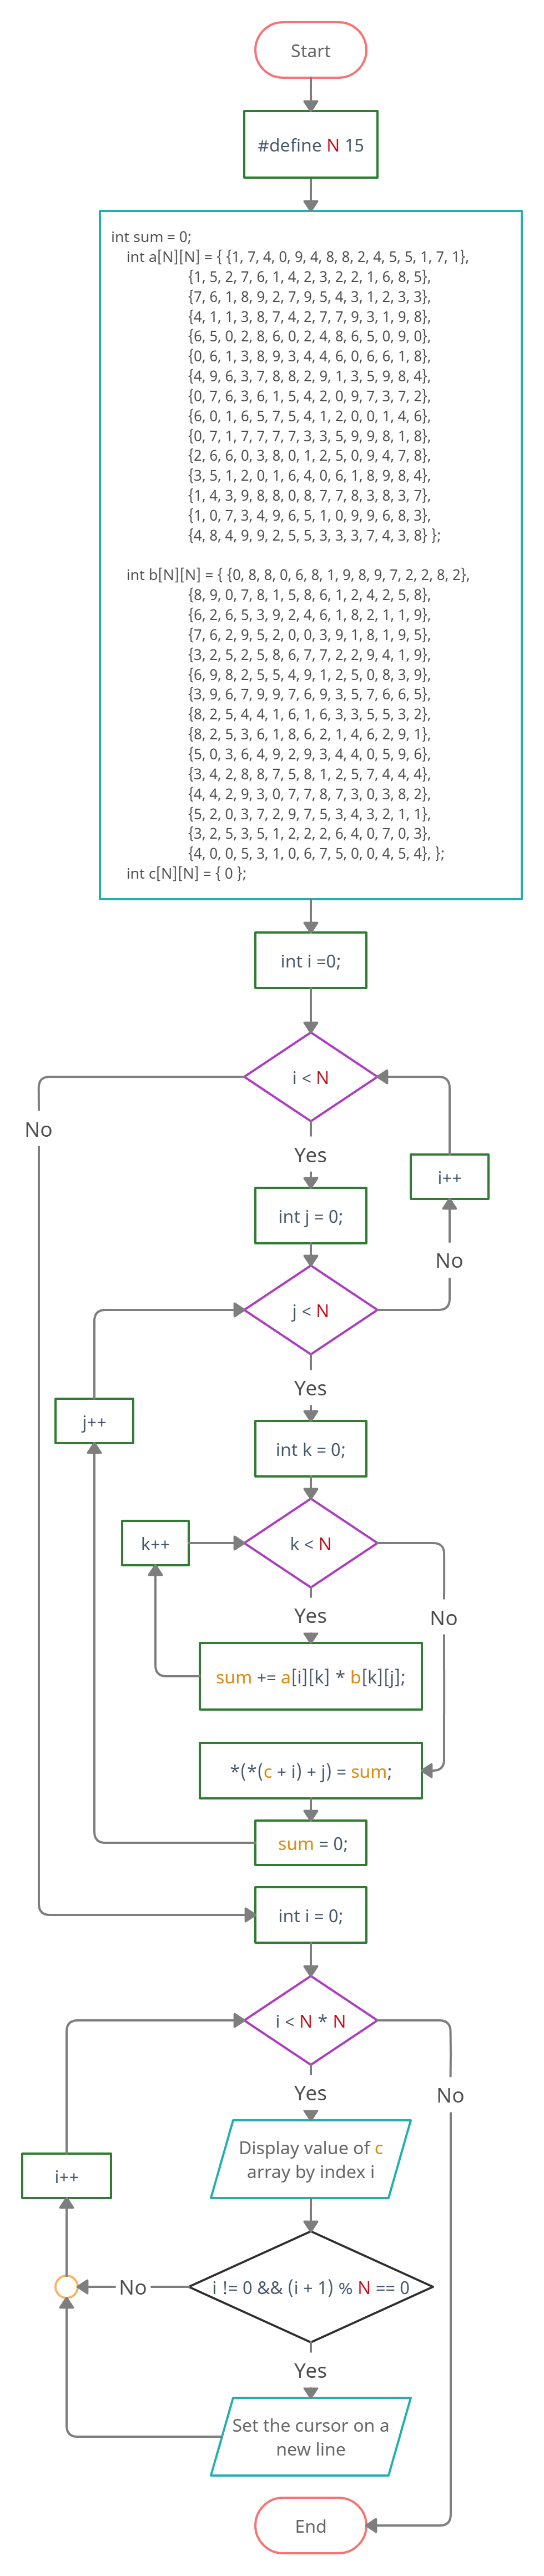 Start
#define N 15
int sum = 0;
int a[N][N] = { {1, 7, 4, 0, 9, 4, 8, 8, 2, 4, 5, 5, 1, 7, 1},
{1, 5, 2, 7, 6, 1, 4, 2, 3, 2, 2, 1, 6, 8, 5},
{7, 6, 1, 8, 9, 2, 7, 9, 5, 4, 3, 1, 2, 3, 3},
{4, 1, 1, 3, 8, 7, 4, 2, 7, 7, 9, 3, 1, 9, 8},
{6, 5, 0, 2, 8, 6, 0, 2, 4, 8, 6, 5, 0, 9, 0},
{0, 6, 1, 3, 8, 9, 3, 4, 4, 6, 0, 6, 6, 1, 8},
{4, 9, 6, 3, 7, 8, 8, 2, 9, 1, 3, 5, 9, 8, 4},
{0, 7, 6, 3, 6, 1, 5, 4, 2, 0, 9, 7, 3, 7, 2},
{6, 0, 1, 6, 5, 7, 5, 4, 1, 2, 0, 0, 1, 4, 6},
{0, 7, 1, 7, 7, 7, 7, 3, 3, 5, 9, 9, 8, 1, 8},
{2, 6, 6, 0, 3, 8, 0, 1, 2, 5, 0, 9, 4, 7, 8},
{3, 5, 1, 2, 0, 1, 6, 4, 0, 6, 1, 8, 9, 8, 4},
{1, 4, 3, 9, 8, 8, 0, 8, 7, 7, 8, 3, 8, 3, 7},
{1, 0, 7, 3, 4, 9, 6, 5, 1, 0, 9, 9, 6, 8, 3},
{4, 8, 4, 9, 9, 2, 5, 5, 3, 3, 3, 7, 4, 3, 8} };
int b[N][N] = { {0, 8, 8, 0, 6, 8, 1, 9, 8, 9, 7, 2, 2, 8, 2},
{8, 9, 0, 7, 8, 1, 5, 8, 6, 1, 2, 4, 2, 5, 8},
{6, 2, 6, 5, 3, 9, 2, 4, 6, 1, 8, 2, 1, 1, 9},
{7, 6, 2, 9, 5, 2, 0, 0, 3, 9, 1, 8, 1, 9, 5},
{3, 2, 5, 2, 5, 8, 6, 7, 7, 2, 2, 9, 4, 1, 9},
{6, 9, 8, 2, 5, 5, 4, 9, 1, 2, 5, 0, 8, 3, 9},
{3, 9, 6, 7, 9, 9, 7, 6, 9, 3, 5, 7, 6, 6, 5},
{8, 2, 5, 4, 4, 1, 6, 1, 6, 3, 3, 5, 5, 3, 2},
{8, 2, 5, 3, 6, 1, 8, 6, 2, 1, 4, 6, 2, 9, 1},
{5, 0, 3, 6, 4, 9, 2, 9, 3, 4, 4, 0, 5, 9, 6},
{3, 4, 2, 8, 8, 7, 5, 8, 1, 2, 5, 7, 4, 4, 4},
{4, 4, 2, 9, 3, 0, 7, 7, 8, 7, 3, 0, 3, 8, 2},
{5, 2, 0, 3, 7, 2, 9, 7, 5, 3, 4, 3, 2, 1, 1},
{3, 2, 5, 3, 5, 1, 2, 2, 2, 6, 4, 0, 7, 0, 3},
{4, 0, 0, 5, 3, 1, 0, 6, 7, 5, 0, 0, 4, 5, 4}, };
int c[N][N] = { 0 };
int i =0;
i < N
No
Yes
i++
int j = 0;
No
j < N
Yes
j++
int k = 0;
k++
k < N
Yes
No
sum += a[i][k] * b[k][j];
*(*(c + i) + j) = sum;
sum = 0;
int i = 0;
i < N * N
Yes
No
Display value of c
array by index i
i++
No
i != 0 && (i + 1) % N == 0
Yes
Set the cursor on a
new line
End